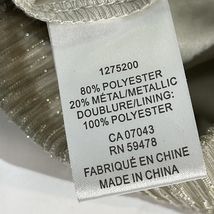 1275200
80% POLYESTER
20% MÉTAL/METALLIC
DOUBLURE/LINING:
100% POLYESTER
CA 07043
RN 59478
FABRIQUÉ EN CHINE
MADE IN CHINA